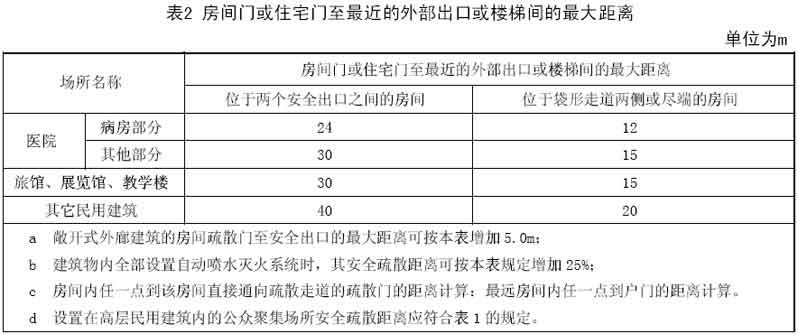 表2 房间门或住宅门至最近的外部出口或楼梯间的最大距离
单位为m
场所名称
房间门或住宅门至最近的外部出口或楼梯间的最大距离
位于两个安全出口之间的房间 位于袋形走道两侧或尽端的房间
医院 病房部分 24 12
其他部分 30 15
旅馆、展览馆、教学楼 30 15
其它民用建筑 40 20
a 敞开式外廊建筑的房间疏散门至安全出口的最大距离可按本表增加5.0m；
b 建筑物内全部设置自动喷水灭火系统时，其安全疏散距离可按本表规定增加25%；
c 房间内任一点到该房间直接通向疏散走道的疏散门的距离计算：最远房间内任一点到户门的距离计算。
d 设置在高层民用建筑内的公众聚集场所安全疏散距离应符合表1的规定。